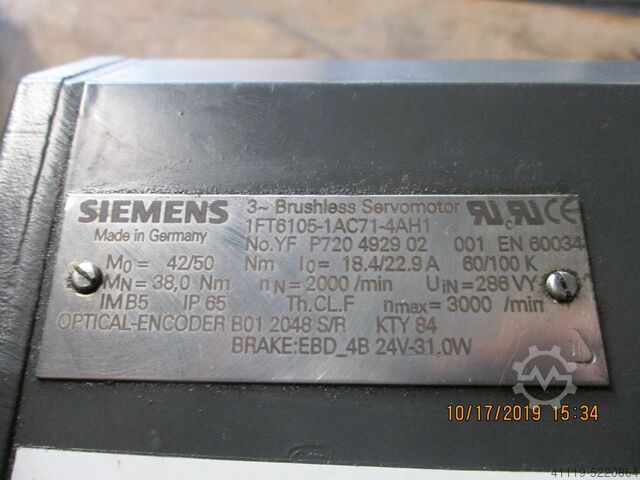 SIEMENS
Made in Germany
3~ Brushless Servomotor
1FT6105-1AC71-4AH1
No.YF P720 4929 02 001 EN 60034
M0 = 42/50 Nm I0 = 18.4/22.9 A 60/100 K
MN = 38,0 Nm nN = 2000 /min UIN = 286 VY
IM B5 IP 65 Th.CL.F nmax = 3000 /min
OPTICAL-ENCODER B01 2048 S/R KTY 84
BRAKE:EBD_4B 24V-31.0W
10/17/2019 15:34
41119-5220864